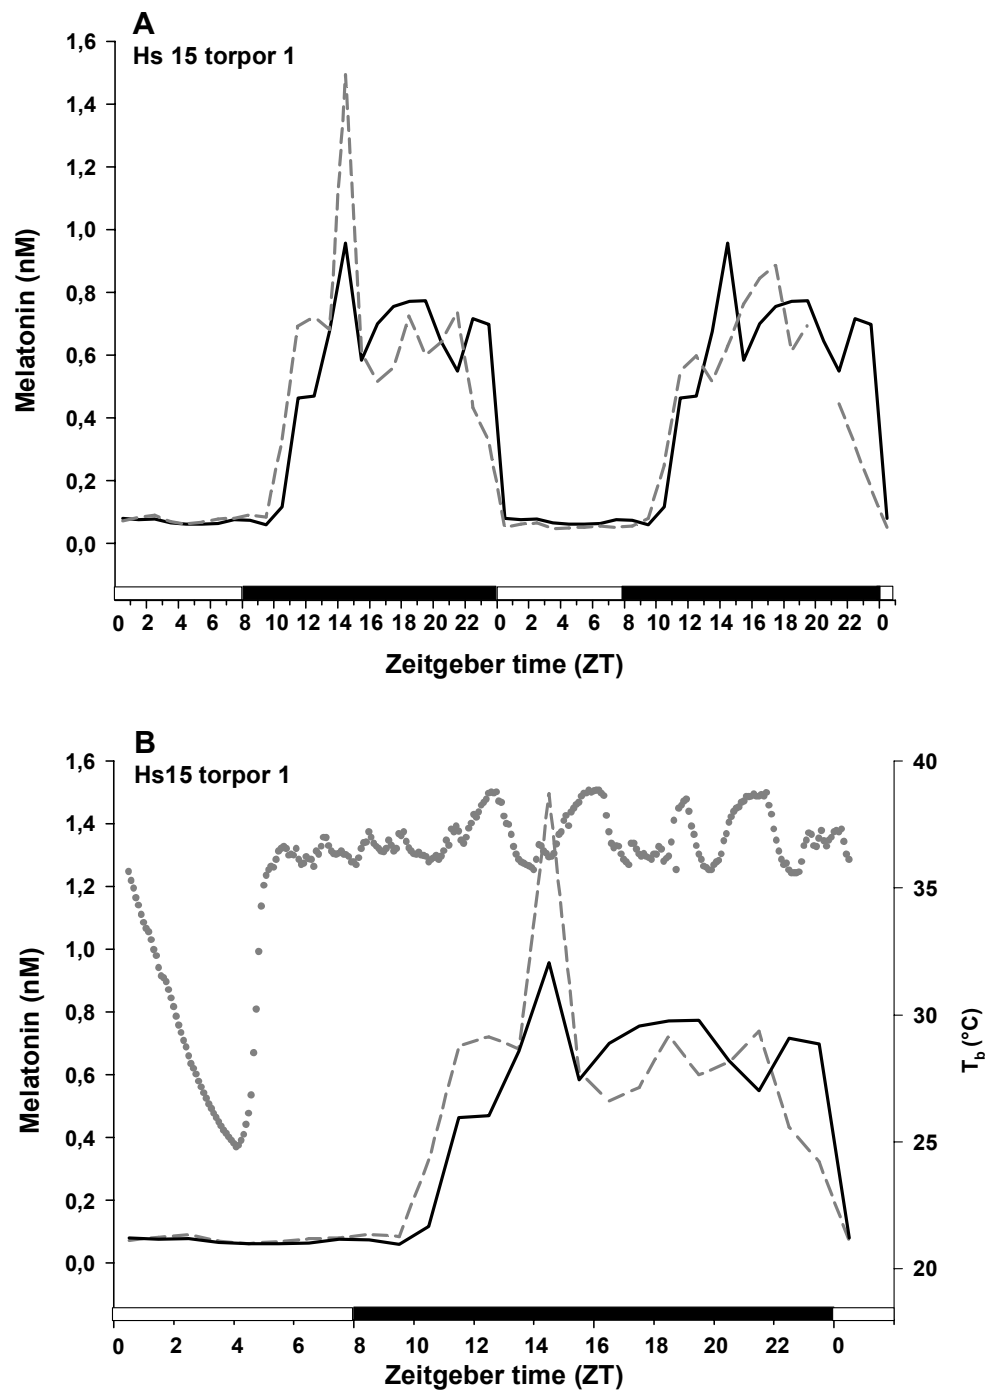 A
Hs 15 torpor 1
1,6
1,4
1,2
1,0
0,8
0,6
0,4
0,2
0,0
Melatonin (nM)
0 2 4 6 8 10 12 14 16 18 20 22 0 2 4 6 8 10 12 14 16 18 20 22 0
Zeitgeber time (ZT)
B
Hs15 torpor 1
1,6
1,4
1,2
1,0
0,8
0,6
0,4
0,2
0,0
Melatonin (nM)
40
35
30
25
20
Tb (°C)
0 2 4 6 8 10 12 14 16 18 20 22 0
Zeitgeber time (ZT)